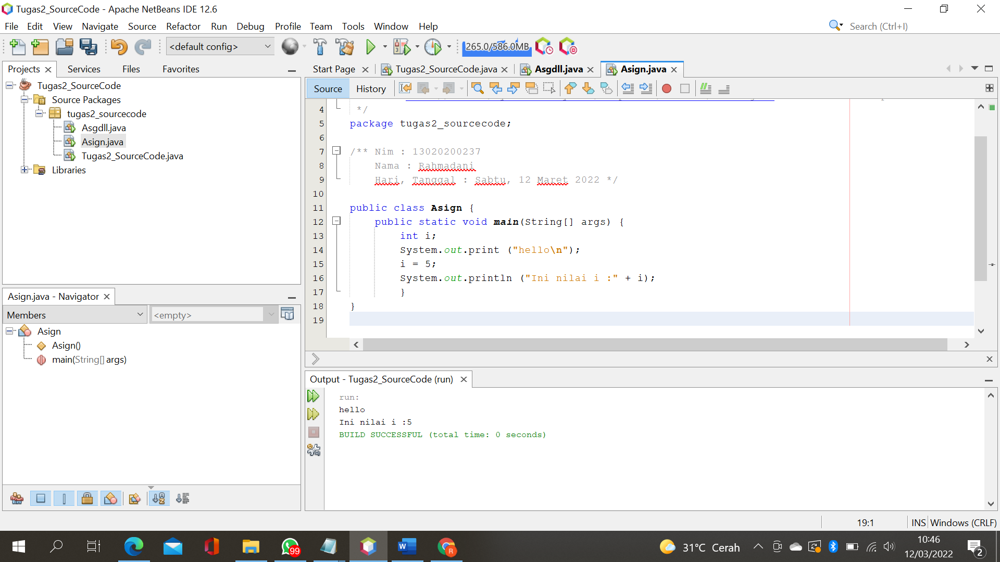 Tugas2_SourceCode - Apache NetBeans IDE 12.6
File Edit View Navigate Source Refactor Run Debug Profile Team Tools Window Help
Search (Ctrl+I)
<default config>
265.0/586.0MB
Projects Services Files Favorites
Tugas2_SourceCode
Source Packages
tugas2_sourcecode
Asgdll.java
Asign.java
Tugas2_SourceCode.java
Libraries
Asign.java - Navigator
Members
<empty>
Asign
Asign()
main(String[] args)
Start Page Tugas2_SourceCode.java Asgdll.java Asign.java
Source History
4 */
5 package tugas2_sourcecode;
6
7 /** Nim : 13020200237
8 Nama : Rahmadani
9 Hari, Tanggal : Sabtu, 12 Maret 2022 */
10
11 public class Asign {
12 public static void main(String[] args) {
13 int i;
14 System.out.print ("hello\n");
15 i = 5;
16 System.out.println ("Ini nilai i :" + i);
17 }
18 }
19
Output - Tugas2_SourceCode (run)
run:
hello
Ini nilai i :5
BUILD SUCCESSFUL (total time: 0 seconds)
19:1 INS Windows (CRLF)
99
W
R
31°C Cerah
10:46
12/03/2022
2